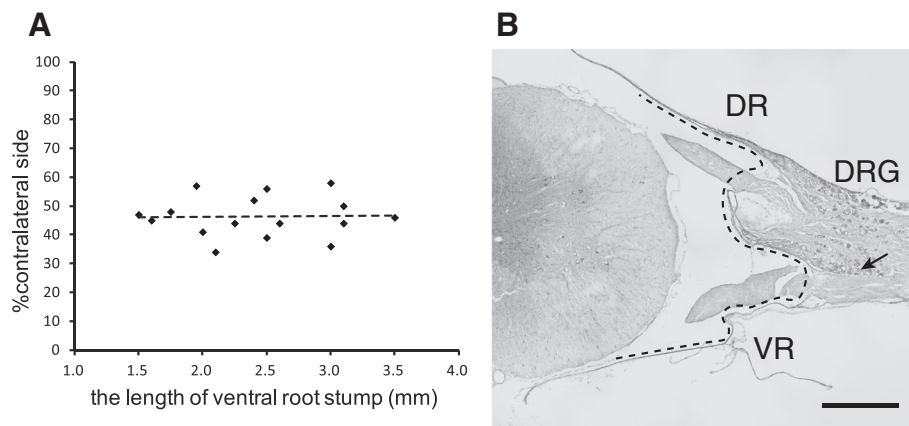 A
100
90
80
70
60
50
40
30
20
10
0
%contralateral side
1.0 1.5 2.0 2.5 3.0 3.5 4.0
the length of ventral root stump (mm)
B
DR
DRG
VR